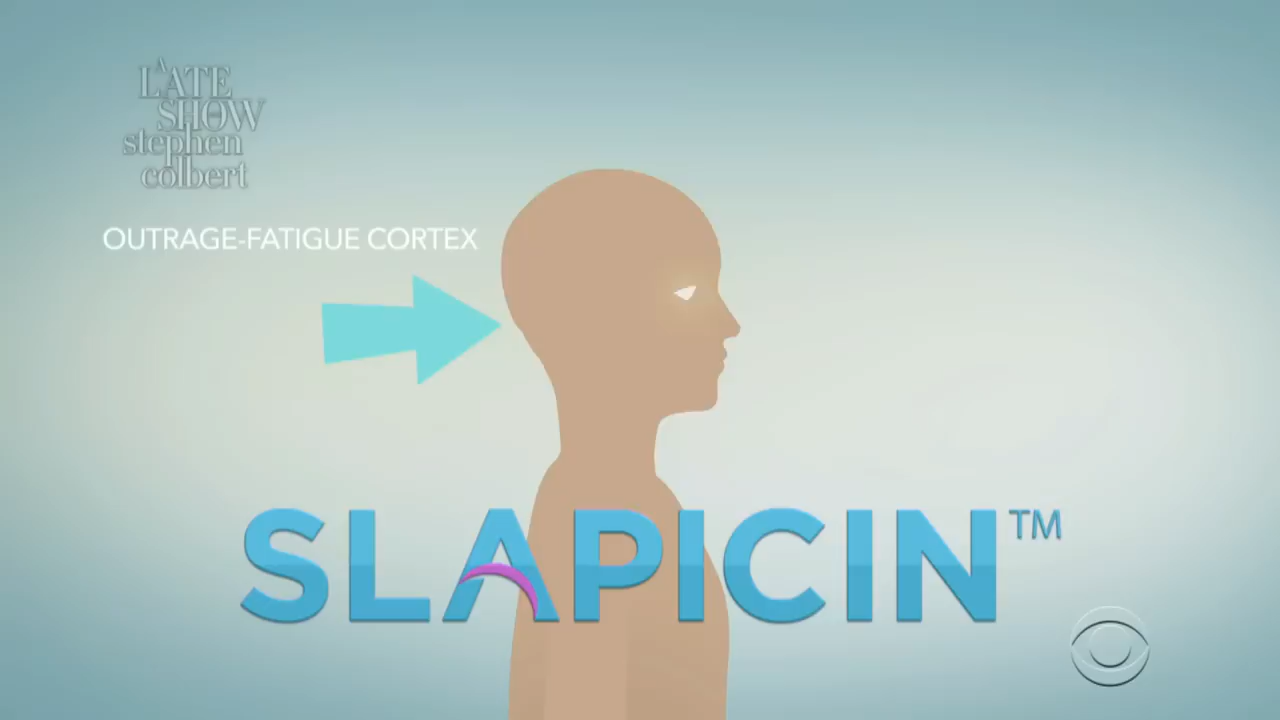 A
LATE
SHOW
stephen
colbert
OUTRAGE-FATIGUE CORTEX
SLAPICIN™